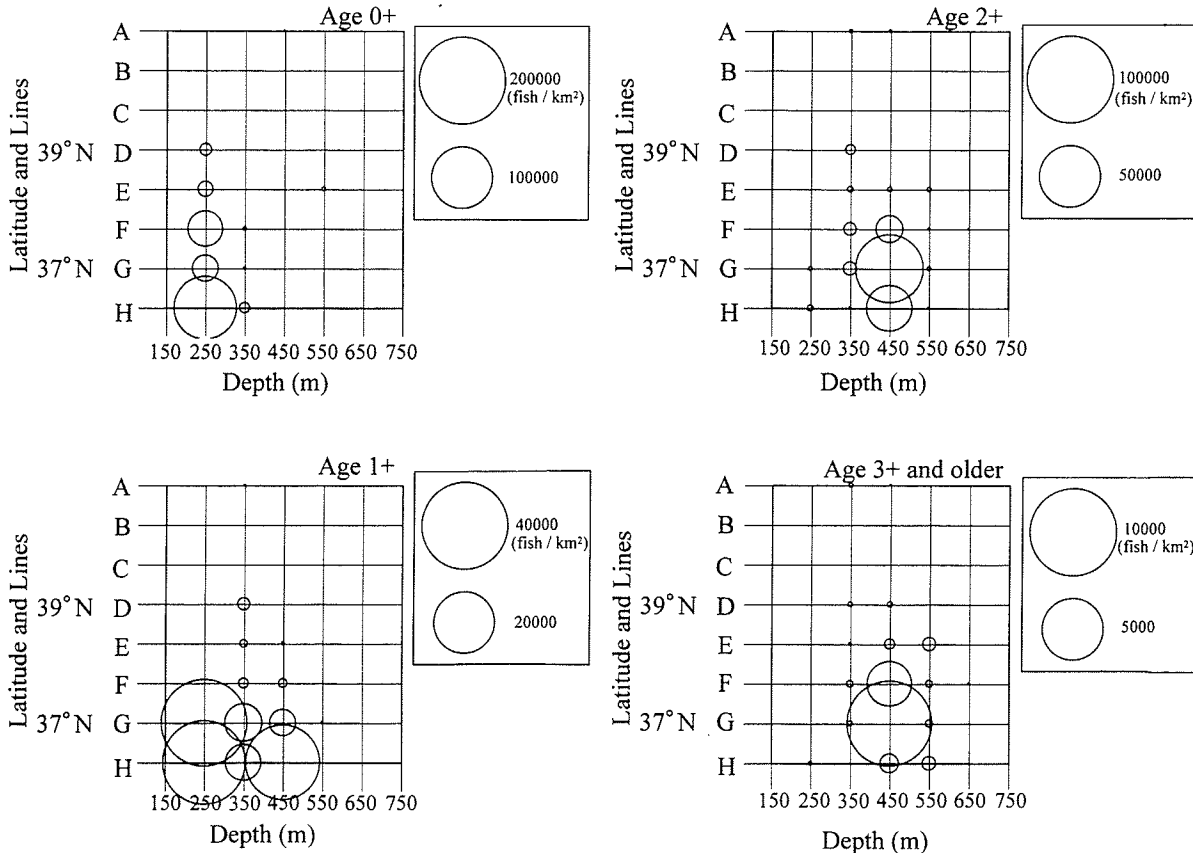 Age 0+
Latitude and Lines
39°N
37°N
A
B
C
D
E
F
G
H
150 250 350 450 550 650 750
Depth (m)
200000
(fish / km²)
100000
Age 2+
Latitude and Lines
39°N
37°N
A
B
C
D
E
F
G
H
150 250 350 450 550 650 750
Depth (m)
100000
(fish / km²)
50000
Age 1+
Latitude and Lines
39°N
37°N
A
B
C
D
E
F
G
H
150 250 350 450 550 650 750
Depth (m)
40000
(fish / km²)
20000
Age 3+ and older
Latitude and Lines
39°N
37°N
A
B
C
D
E
F
G
H
150 250 350 450 550 650 750
Depth (m)
10000
(fish / km²)
5000